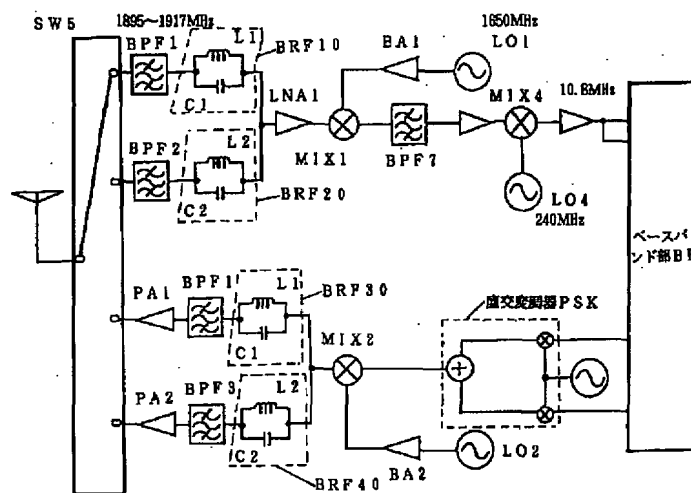 SW5
1895～1917MHz
BPF1
L1
BRF10
C1
LNA1
BPF2
L2
C2
BRF20
MIX1
BA1
1650MHz
LO1
BPF7
MIX4
10.8MHz
LO4
240MHz
PA1
BPF1
L1
BRF30
C1
MIX2
PA2
BPF3
L2
C2
BRF40
BA2
LO2
直交変調器PSK
ベースバ
ンド部BB